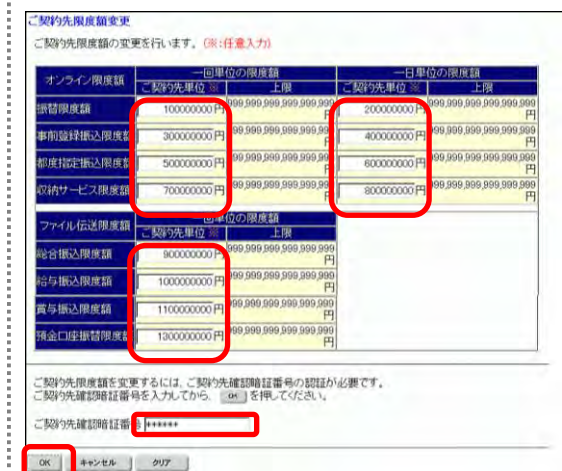 ご契約先限度額変更
ご契約先限度額の変更を行います。(※:任意入力)
オンライン限度額 一回単位の限度額 一日単位の限度額
ご契約先単位 ※ 上限 ご契約先単位 ※ 上限
振替限度額 100000000 円 999,999,999,999,999,999 円 200000000 円 999,999,999,999,999,999 円
事前登録振込限度額 300000000 円 999,999,999,999,999,999 円 400000000 円 999,999,999,999,999,999 円
都度指定振込限度額 500000000 円 999,999,999,999,999,999 円 600000000 円 999,999,999,999,999,999 円
収納サービス限度額 700000000 円 999,999,999,999,999,999 円 800000000 円 999,999,999,999,999,999 円
ファイル伝送限度額 一回単位の限度額
ご契約先単位 ※ 上限
総合振込限度額 900000000 円 999,999,999,999,999,999 円
給与振込限度額 1000000000 円 999,999,999,999,999,999 円
賞与振込限度額 1100000000 円 999,999,999,999,999,999 円
預金口座振替限度額 1300000000 円 999,999,999,999,999,999 円
ご契約先限度額を変更するには、ご契約先確認暗証番号の認証が必要です。
ご契約先確認暗証番号を入力してから、 OK を押してください。
ご契約先確認暗証番号 ******
OK キャンセル クリア